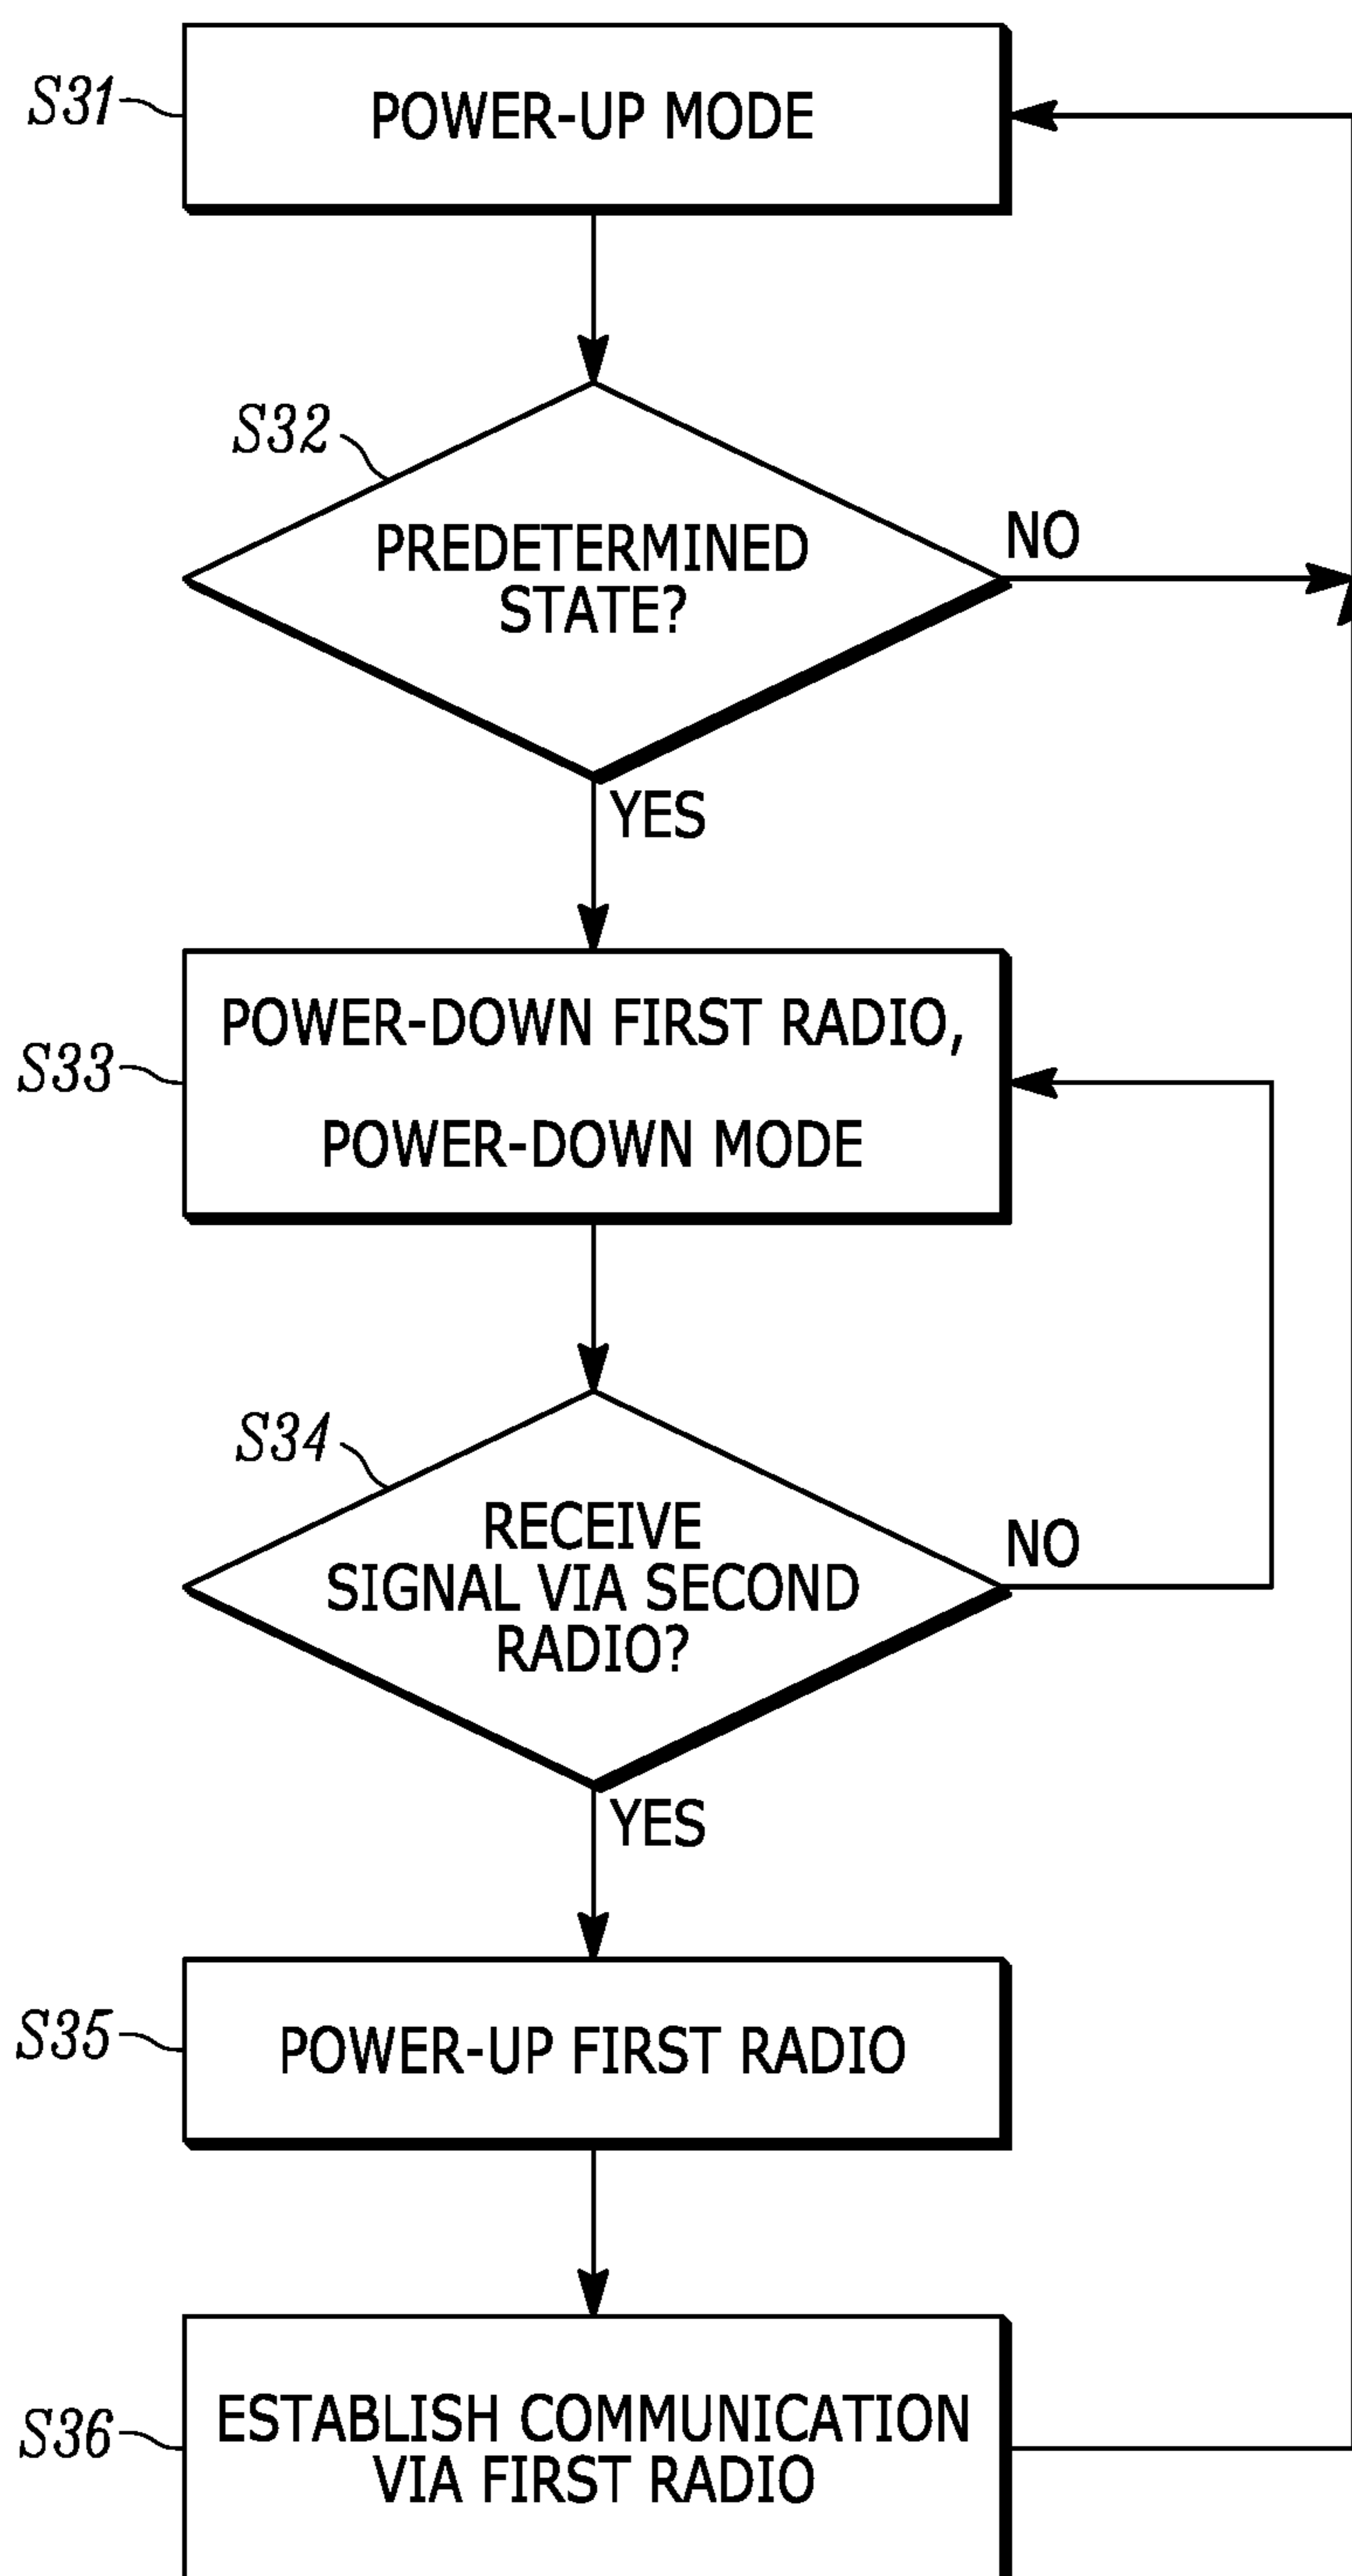 S31
POWER-UP MODE
S32
PREDETERMINED
STATE?
NO
YES
S33
POWER-DOWN FIRST RADIO,
POWER-DOWN MODE
S34
RECEIVE
SIGNAL VIA SECOND
RADIO?
NO
YES
S35
POWER-UP FIRST RADIO
S36
ESTABLISH COMMUNICATION
VIA FIRST RADIO